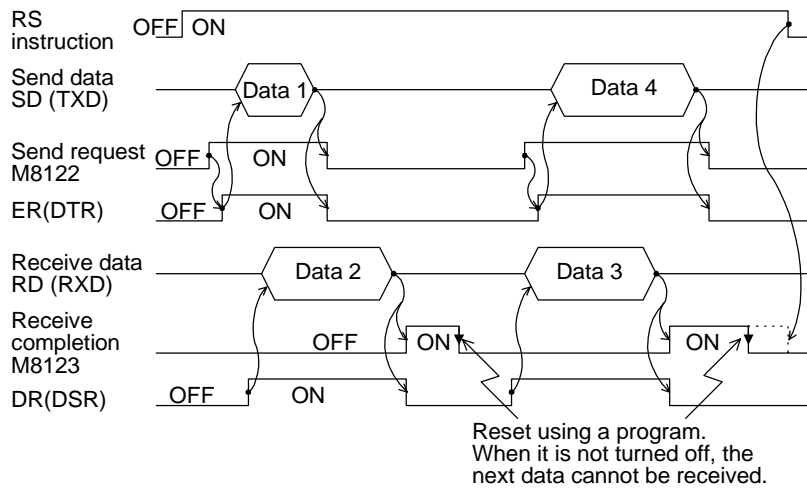 RS
instruction
OFF ON
Send data
SD (TXD)
Data 1
Data 4
Send request
M8122
OFF ON
ER(DTR)
OFF ON
Receive data
RD (RXD)
Data 2
Data 3
Receive
completion
M8123
OFF ON ON
DR(DSR)
OFF ON
Reset using a program.
When it is not turned off, the
next data cannot be received.